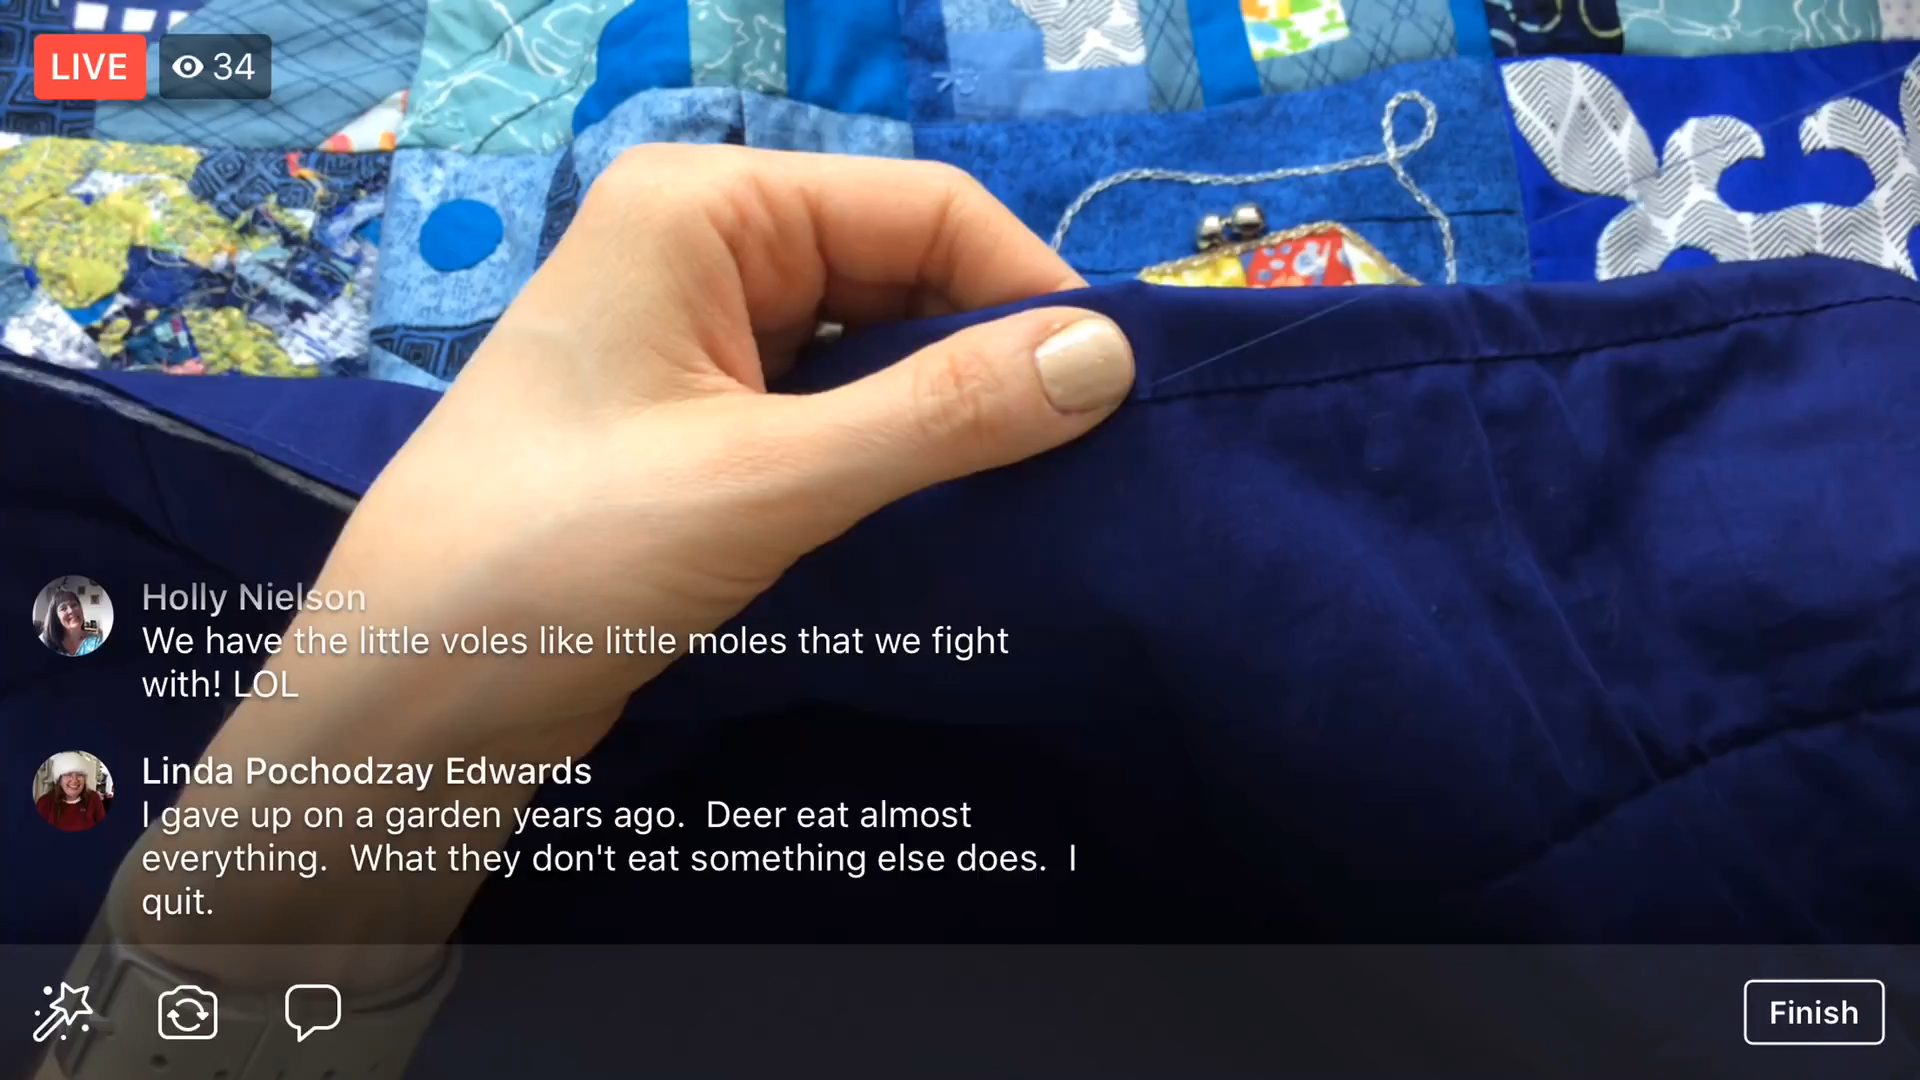 LIVE 34
Holly Nielson
We have the little voles like little moles that we fight
with! LOL
Linda Pochodzay Edwards
I gave up on a garden years ago. Deer eat almost
everything. What they don't eat something else does. I
quit.
Finish